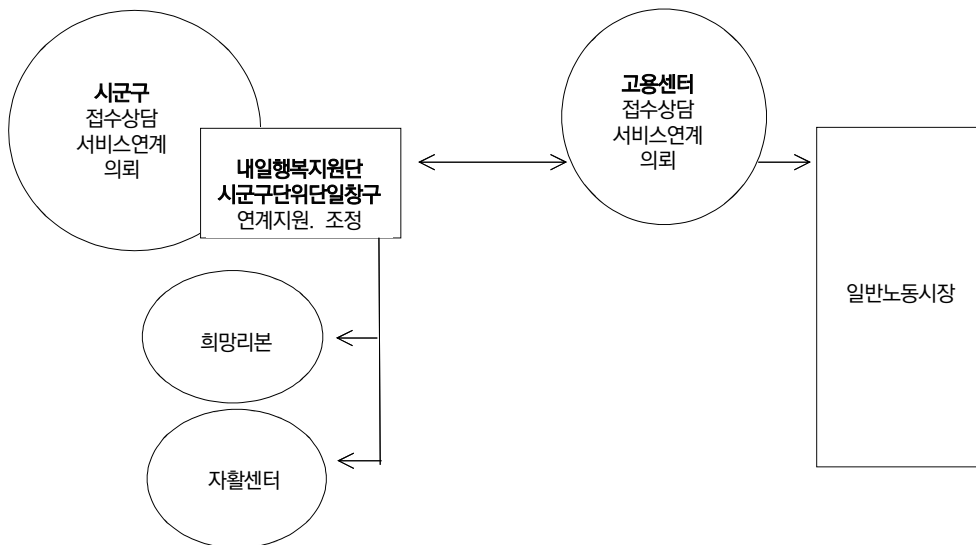 시군구
접수상담
서비스연계
의뢰
내일행복지원단
시군구단위단일창구
연계지원. 조정
고용센터
접수상담
서비스연계
의뢰
일반노동시장
희망리본
자활센터